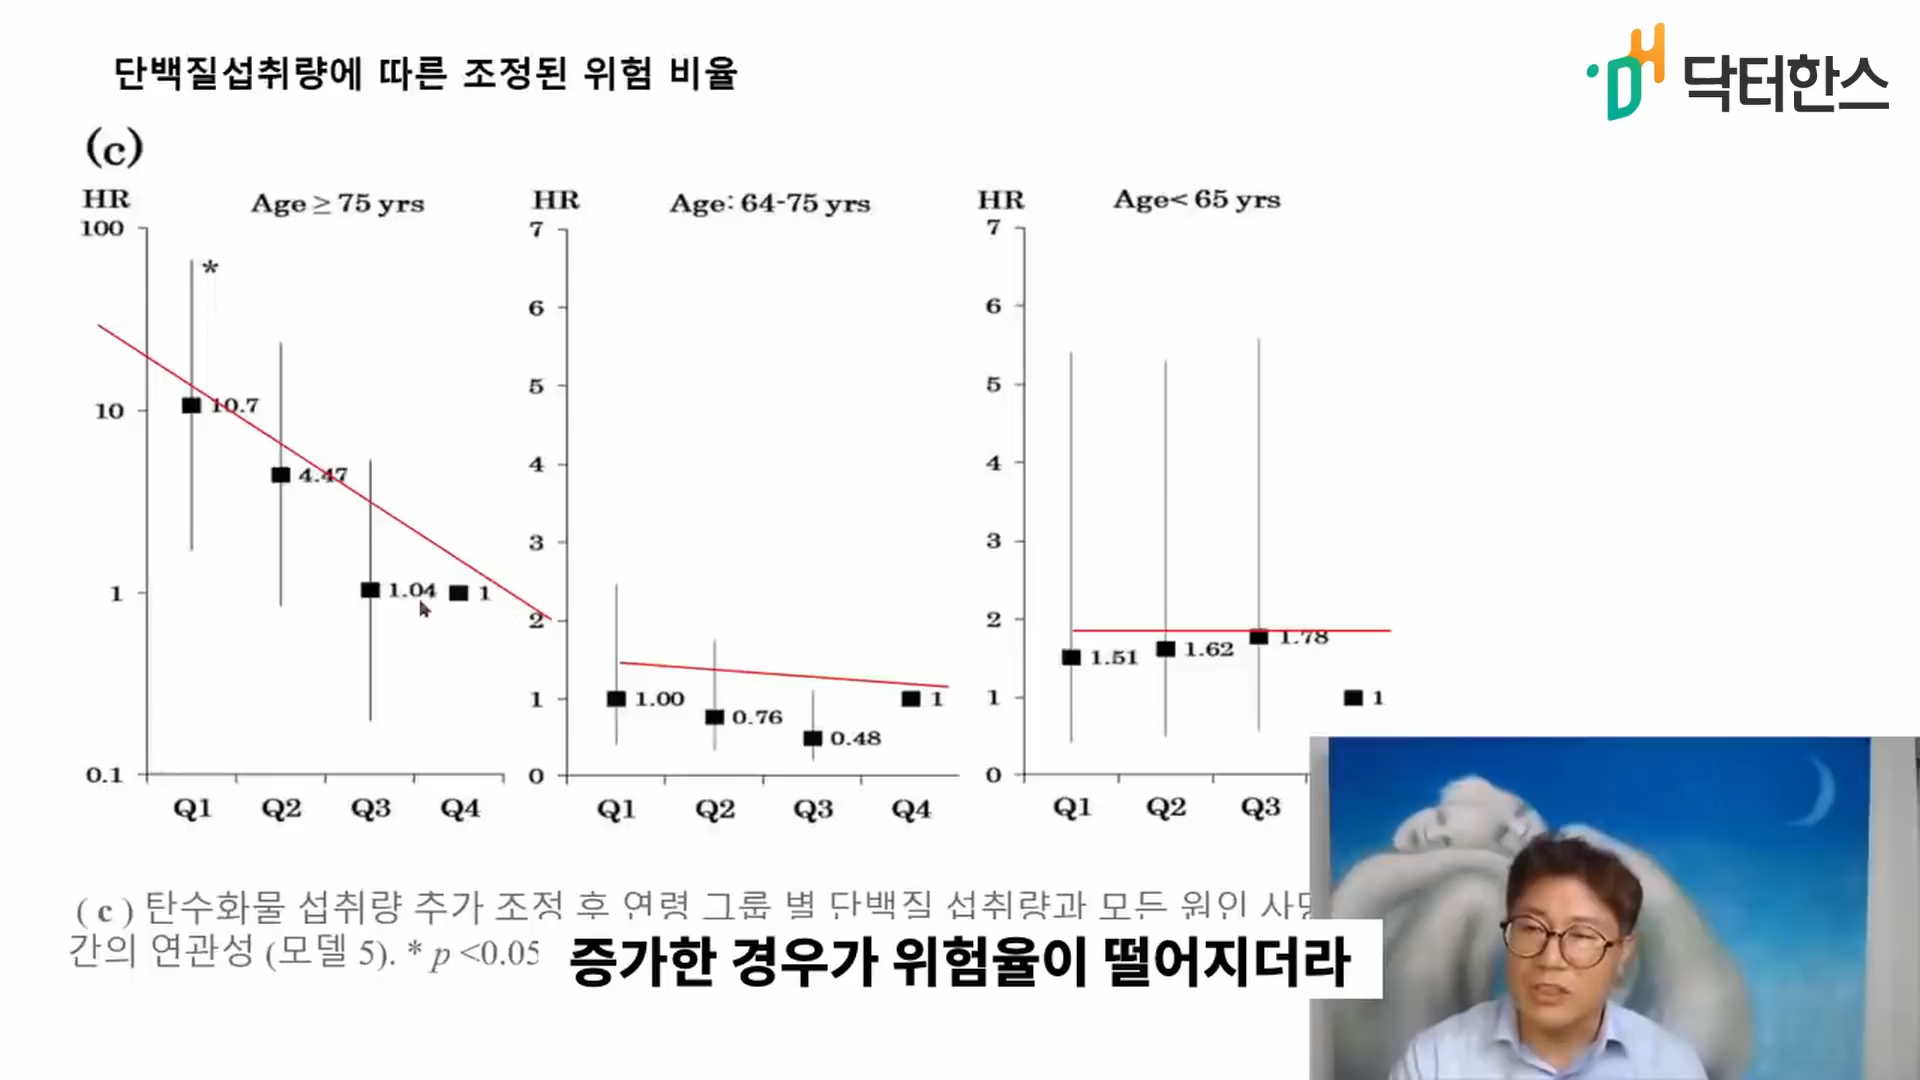 단백질섭취량에 따른 조정된 위험 비율
닥터한스
(c)
HR
Age ≥ 75 yrs
100
*
10
10.7
4.47
1
1.04
1
0.1
Q1 Q2 Q3 Q4
HR
Age: 64-75 yrs
7
6
5
4
3
2
1
0
1.00
0.76
0.48
1
Q1 Q2 Q3 Q4
HR
Age< 65 yrs
7
6
5
4
3
2
1
0
1.51
1.62
1.78
1
Q1 Q2 Q3
( c ) 탄수화물 섭취량 추가 조정 후 연령 그룹 별 단백질 섭취량과 모든 원인
간의 연관성 (모델 5). * p <0.05
증가한 경우가 위험율이 떨어지더라